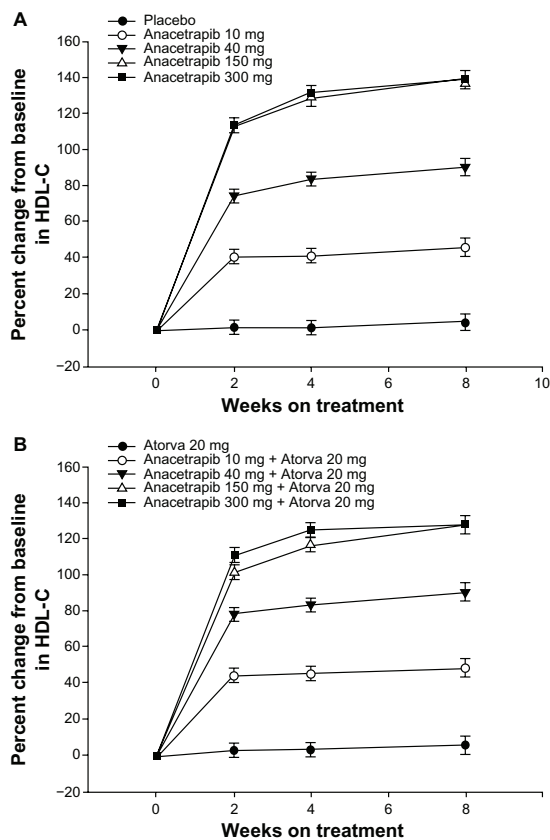 A
Placebo
Anacetrapib 10 mg
Anacetrapib 40 mg
Anacetrapib 150 mg
Anacetrapib 300 mg
160
140
120
100
80
60
40
20
0
−20
Percent change from baseline
in HDL-C
0 2 4 6 8 10
Weeks on treatment
B
Atorva 20 mg
Anacetrapib 10 mg + Atorva 20 mg
Anacetrapib 40 mg + Atorva 20 mg
Anacetrapib 150 mg + Atorva 20 mg
Anacetrapib 300 mg + Atorva 20 mg
160
140
120
100
80
60
40
20
0
−20
Percent change from baseline
in HDL-C
0 2 4 6 8
Weeks on treatment